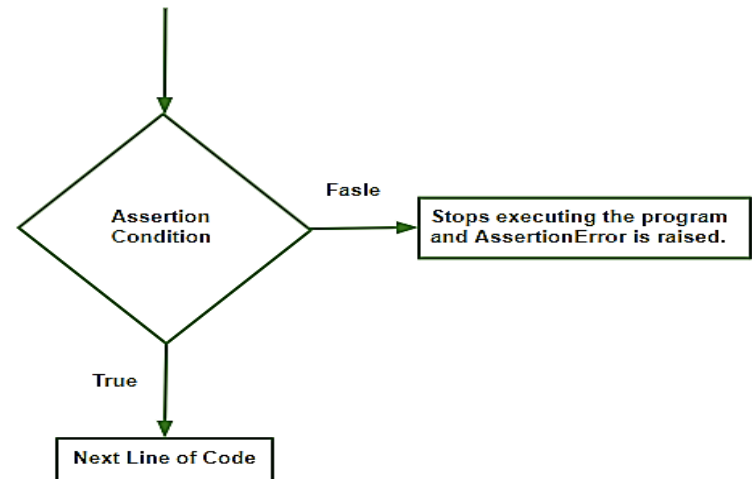 Fasle
Assertion
Condition
Stops executing the program
and AssertionError is raised.
True
Next Line of Code